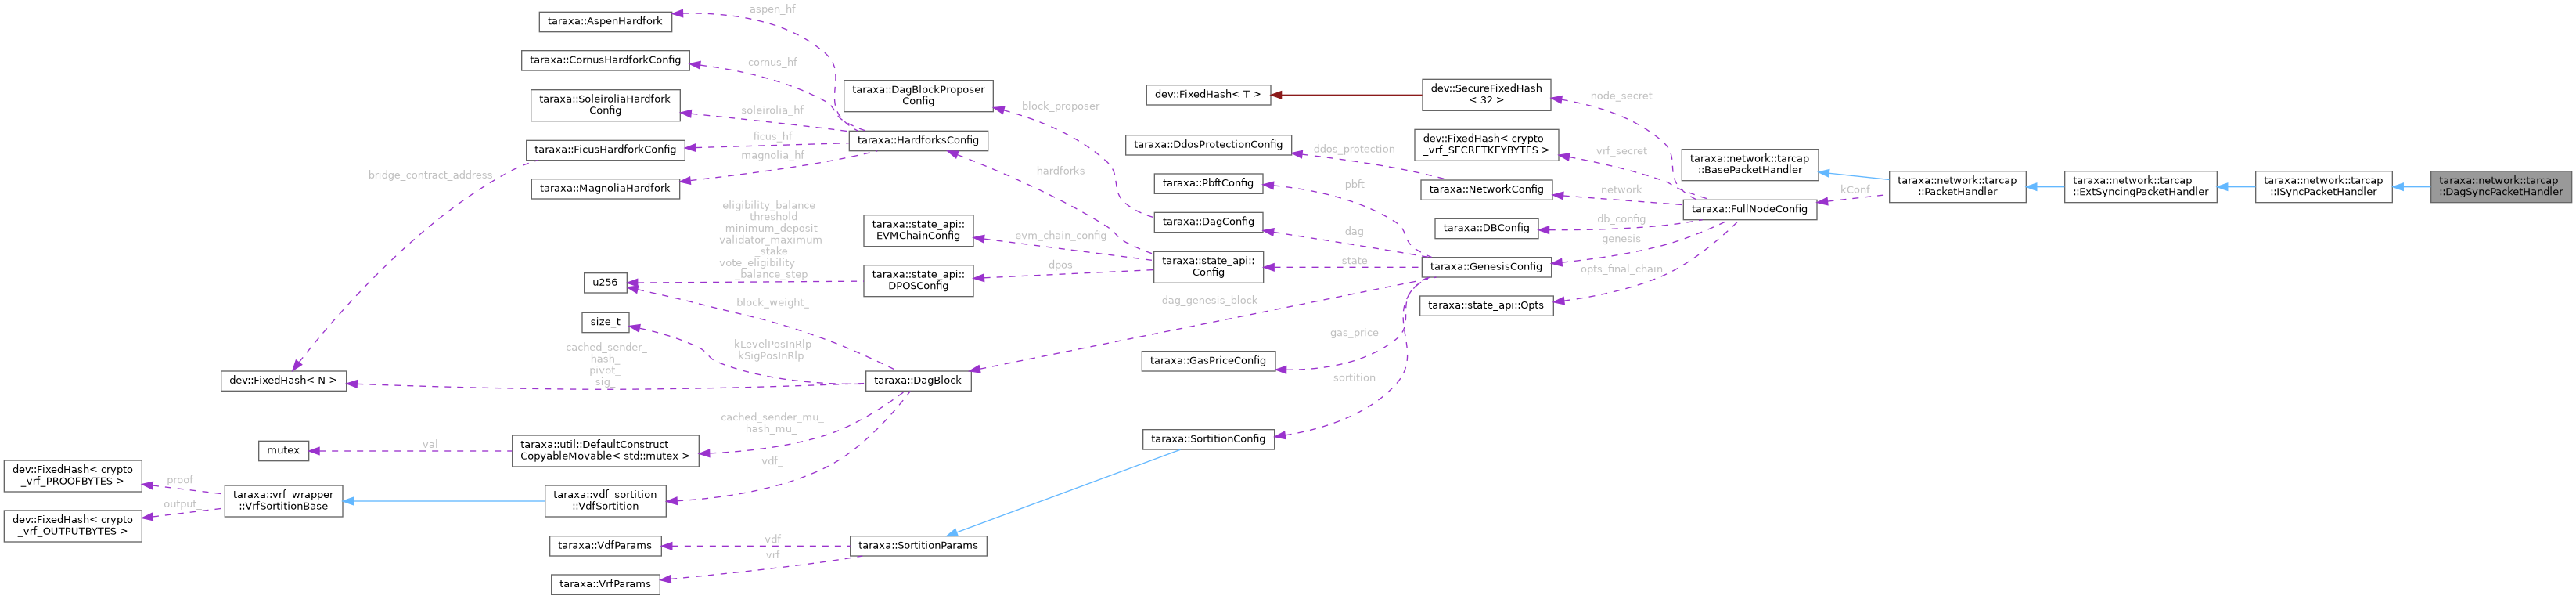 aspen_hf
taraxa::AspenHardfork
cornus_hf
taraxa::CornusHardforkConfig
taraxa::SoleiroliaHardfork
Config
soleirolia_hf
taraxa::DagBlockProposer
Config
block_proposer
ficus_hf
taraxa::HardforksConfig
taraxa::FicusHardforkConfig
magnolia_hf
bridge_contract_address
taraxa::MagnoliaHardfork
hardforks
dev::FixedHash< T >
dev::SecureFixedHash
< 32 >
node_secret
taraxa::DdosProtectionConfig
ddos_protection
dev::FixedHash< crypto
_vrf_SECRETKEYBYTES >
vrf_secret
taraxa::PbftConfig
pbft
taraxa::NetworkConfig
network
taraxa::network::tarcap
::BasePacketHandler
taraxa::network::tarcap
::PacketHandler
kConf
taraxa::network::tarcap
::ExtSyncingPacketHandler
taraxa::network::tarcap
::ISyncPacketHandler
taraxa::network::tarcap
::DagSyncPacketHandler
taraxa::FullNodeConfig
taraxa::DagConfig
dag
taraxa::DBConfig
db_config
genesis
eligibility_balance
_threshold
minimum_deposit
validator_maximum
_stake
vote_eligibility
_balance_step
taraxa::state_api::
EVMChainConfig
evm_chain_config
taraxa::state_api::
Config
state
taraxa::GenesisConfig
opts_final_chain
u256
taraxa::state_api::
DPOSConfig
dpos
block_weight_
dag_genesis_block
taraxa::state_api::Opts
size_t
kLevelPosInRlp
kSigPosInRlp
gas_price
taraxa::GasPriceConfig
cached_sender_
hash_
pivot_
sig_
dev::FixedHash< N >
taraxa::DagBlock
sortition
cached_sender_mu_
hash_mu_
taraxa::SortitionConfig
mutex
val
taraxa::util::DefaultConstruct
CopyableMovable< std::mutex >
vdf_
dev::FixedHash< crypto
_vrf_PROOFBYTES >
proof_
taraxa::vrf_wrapper
::VrfSortitionBase
taraxa::vdf_sortition
::VdfSortition
output_
dev::FixedHash< crypto
_vrf_OUTPUTBYTES >
taraxa::VdfParams
vdf
taraxa::SortitionParams
vrf
taraxa::VrfParams